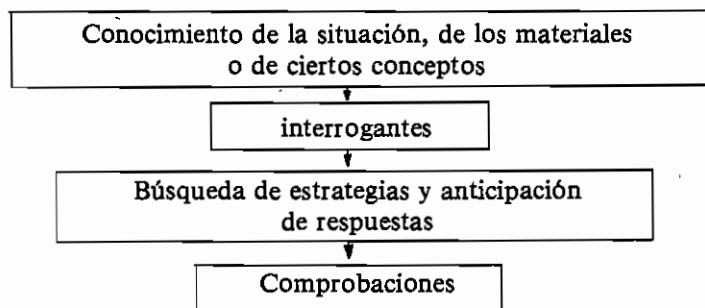 Conocimiento de la situación, de los materiales
o de ciertos conceptos
interrogantes
Búsqueda de estrategias y anticipación
de respuestas
Comprobaciones